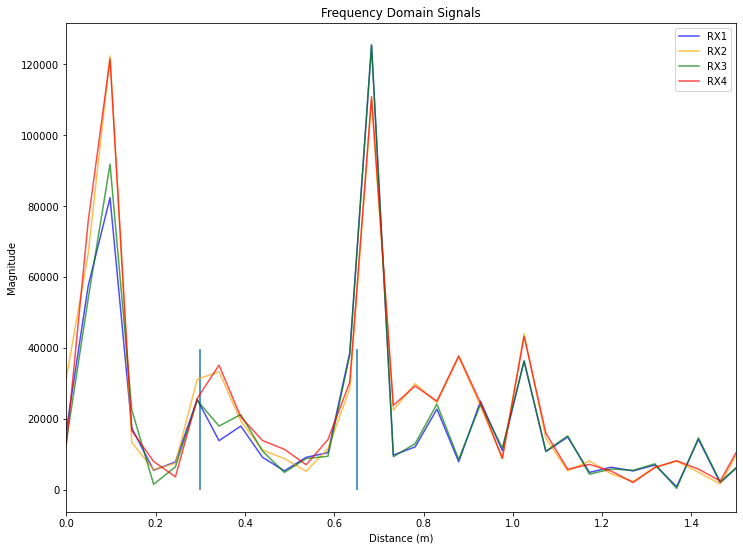 Frequency Domain Signals
RX1
RX2
RX3
RX4
120000
100000
80000
60000
40000
20000
0
Magnitude
0.0 0.2 0.4 0.6 0.8 1.0 1.2 1.4
Distance (m)